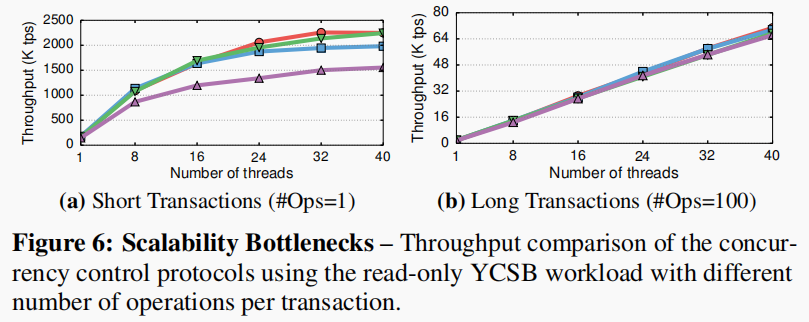 2500
2000
1500
1000
500
0
Throughput (K tps)
1 8 16 24 32 40
Number of threads
(a) Short Transactions (#Ops=1)
80
64
48
32
16
0
Throughput (K tps)
1 8 16 24 32 40
Number of threads
(b) Long Transactions (#Ops=100)
Figure 6: Scalability Bottlenecks – Throughput comparison of the concur-
rency control protocols using the read-only YCSB workload with different
number of operations per transaction.